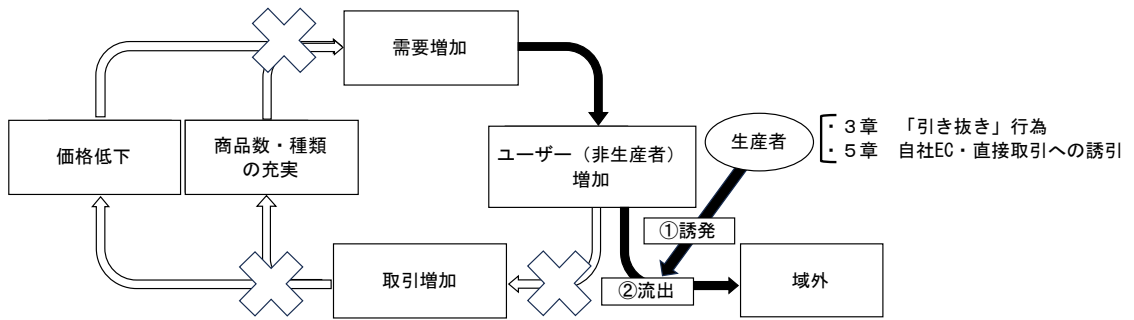 需要増加
価格低下
商品数・種類
の充実
ユーザー（非生産者）
増加
生産者
・３章　「引き抜き」行為
・５章　自社EC・直接取引への誘引
①誘発
取引増加
②流出
域外